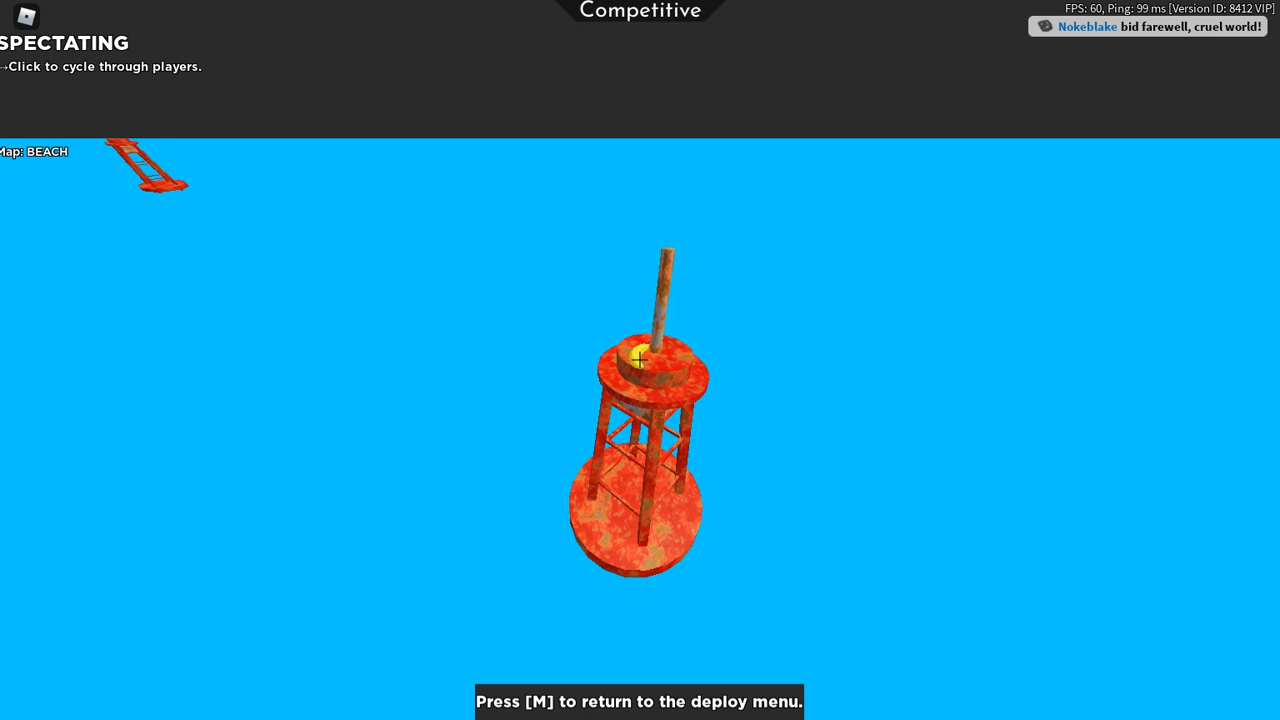 Competitive
FPS: 60, Ping: 99 ms [Version ID: 8412 VIP]
Nokeblake bid farewell, cruel world!
SPECTATING
→Click to cycle through players.
Map: BEACH
Press [M] to return to the deploy menu.